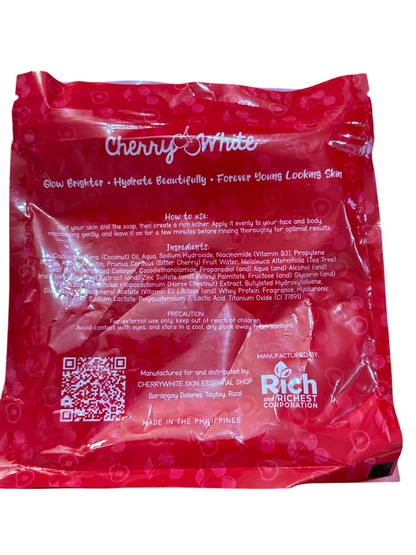 Cherry White
Glow Brighter • Hydrate Beautifully • Forever Young Looking Skin
How to use:
Wet your skin and the soap, then create a rich lather. Apply it evenly to your face and body,
massaging gently, and leave it on for a few minutes before rinsing thoroughly for optimal results.
Ingredients:
(Coconut) Oil, Aqua, Sodium Hydroxide, Niacinamide (Vitamin B3), Propylene
Prunus Cerasus (Bitter Cherry) Fruit Water, Melaleuca Alternifolia (Tea Tree)
Collagen, Cocodiethanolamide, Propanediol (and) Aqua (and) Alcohol (and)
Extract (and) Zinc Sulfate (and) Retinyl Palmitate, Fructose (and) Glycerin (and)
Hippocastanum (Horse Chestnut) Extract, Butylated Hydroxytoluene,
Acetate (Vitamin E), Lactose (and) Whey Protein, Fragrance, Hyaluronic
Sodium Lactate, Polyquaternium 7, Lactic Acid, Titanium Oxide (CI 77891)
PRECAUTION:
For external use only, keep out of reach of children.
Avoid contact with eyes, and store in a cool, dry place away from sunlight.
Manufactured for and distributed by:
CHERRYWHITE SKIN ESSENTIAL SHOP
Barangay Dolores, Taytay, Rizal
MADE IN THE PHILIPPINES
MANUFACTURED BY:
Rich
and RICHEST
CORPORATION